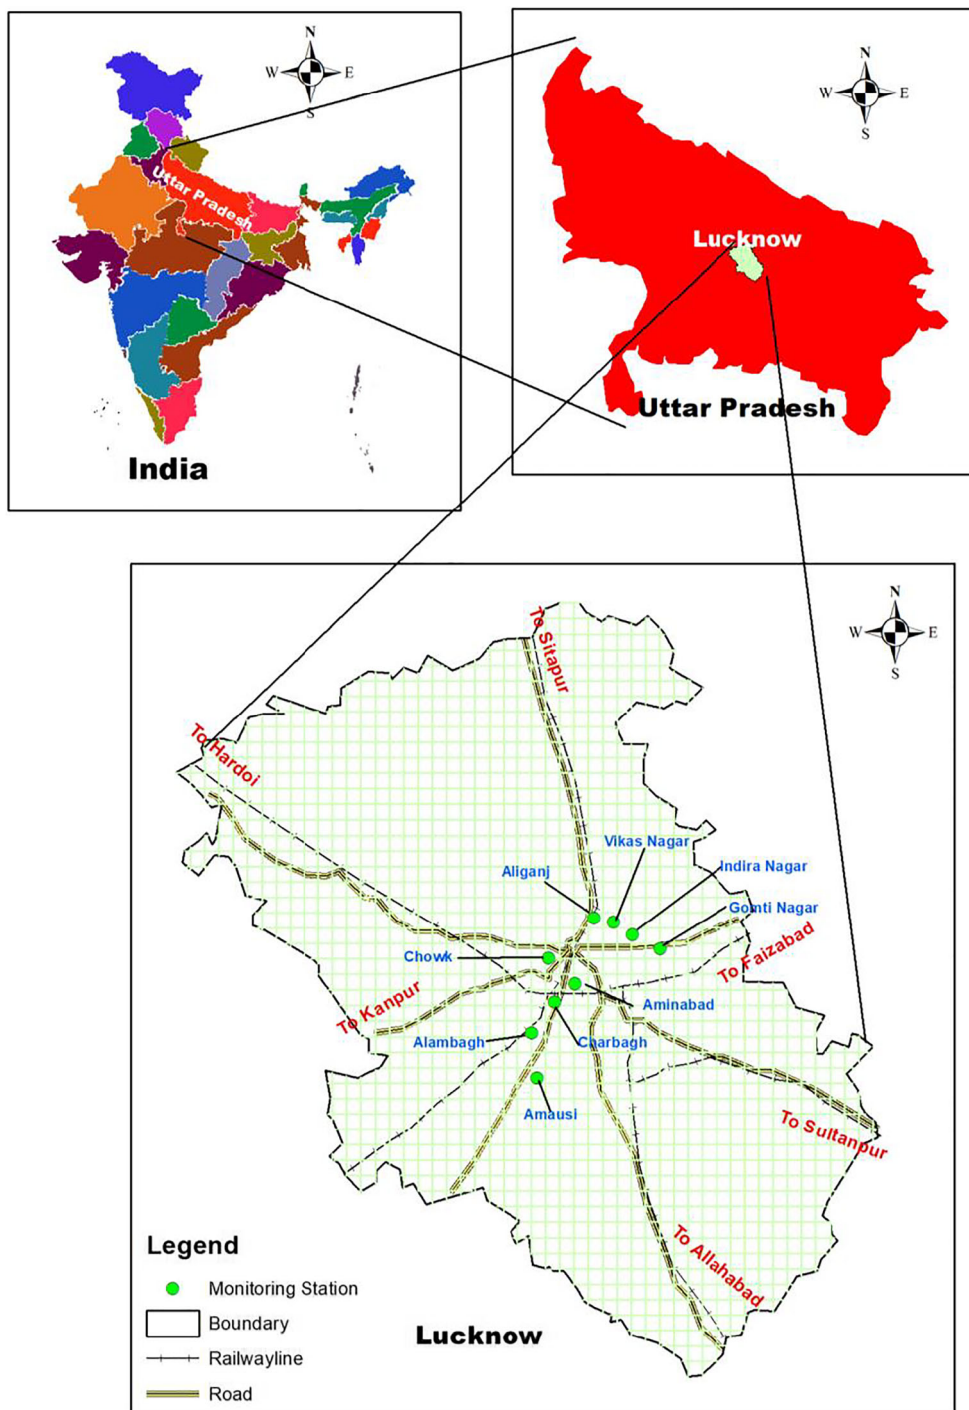 N
W E
S
Uttar Pradesh
India
N
W E
S
Lucknow
Uttar Pradesh
N
W E
S
To Sitapur
To Hardoi
Vikas Nagar
Aliganj
Indira Nagar
Gomti Nagar
Chowk
To Faizabad
To Kanpur
Aminabad
Alambagh
Charbagh
Amausi
To Sultanpur
To Allahabad
Legend
Monitoring Station
Boundary
Railwayline
Road
Lucknow